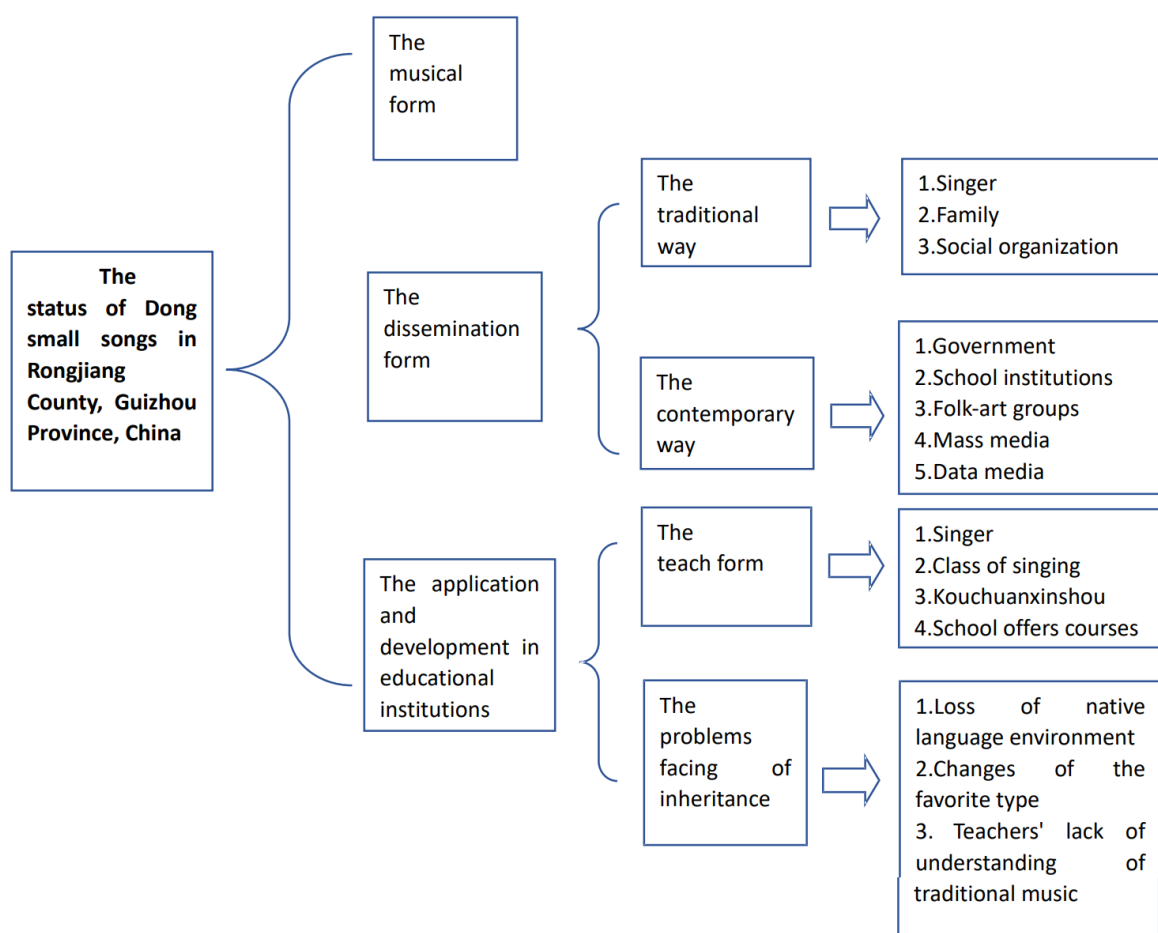 The
musical
form
The
traditional
way
1.Singer
2.Family
3.Social organization
The
status of Dong
small songs in
Rongjiang
County, Guizhou
Province, China
The
dissemination
form
The
contemporary
way
1.Government
2.School institutions
3.Folk-art groups
4.Mass media
5.Data media
The application
and
development in
educational
institutions
The
teach form
1.Singer
2.Class of singing
3.Kouchuanxinshou
4.School offers courses
The
problems
facing of
inheritance
1.Loss of native
language environment
2.Changes of the
favorite type
3. Teachers' lack of
understanding of
traditional music